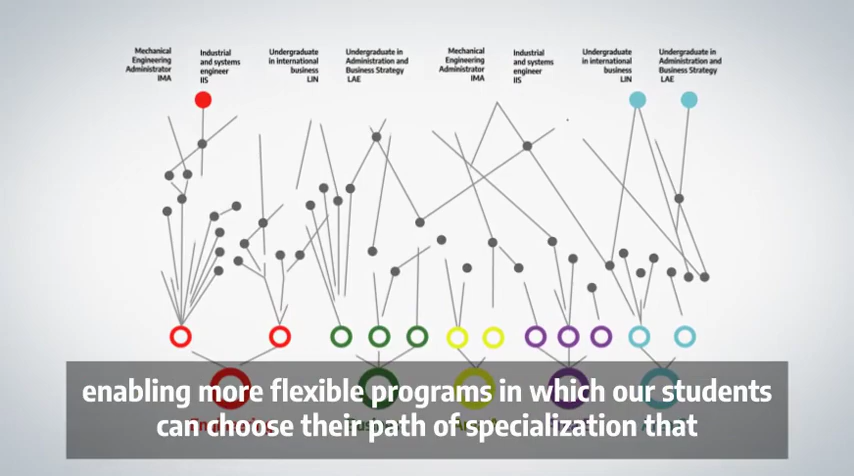 Mechanical
Engineering
Administrator
IMA
Industrial
and systems
engineer
IIS
Undergraduate
in international
business
LIN
Undergraduate in
Administration and
Business Strategy
LAE
Mechanical
Engineering
Administrator
IMA
Industrial
and systems
engineer
IIS
Undergraduate
in international
business
LIN
Undergraduate in
Administration and
Business Strategy
LAE
enabling more flexible programs in which our students
can choose their path of specialization that